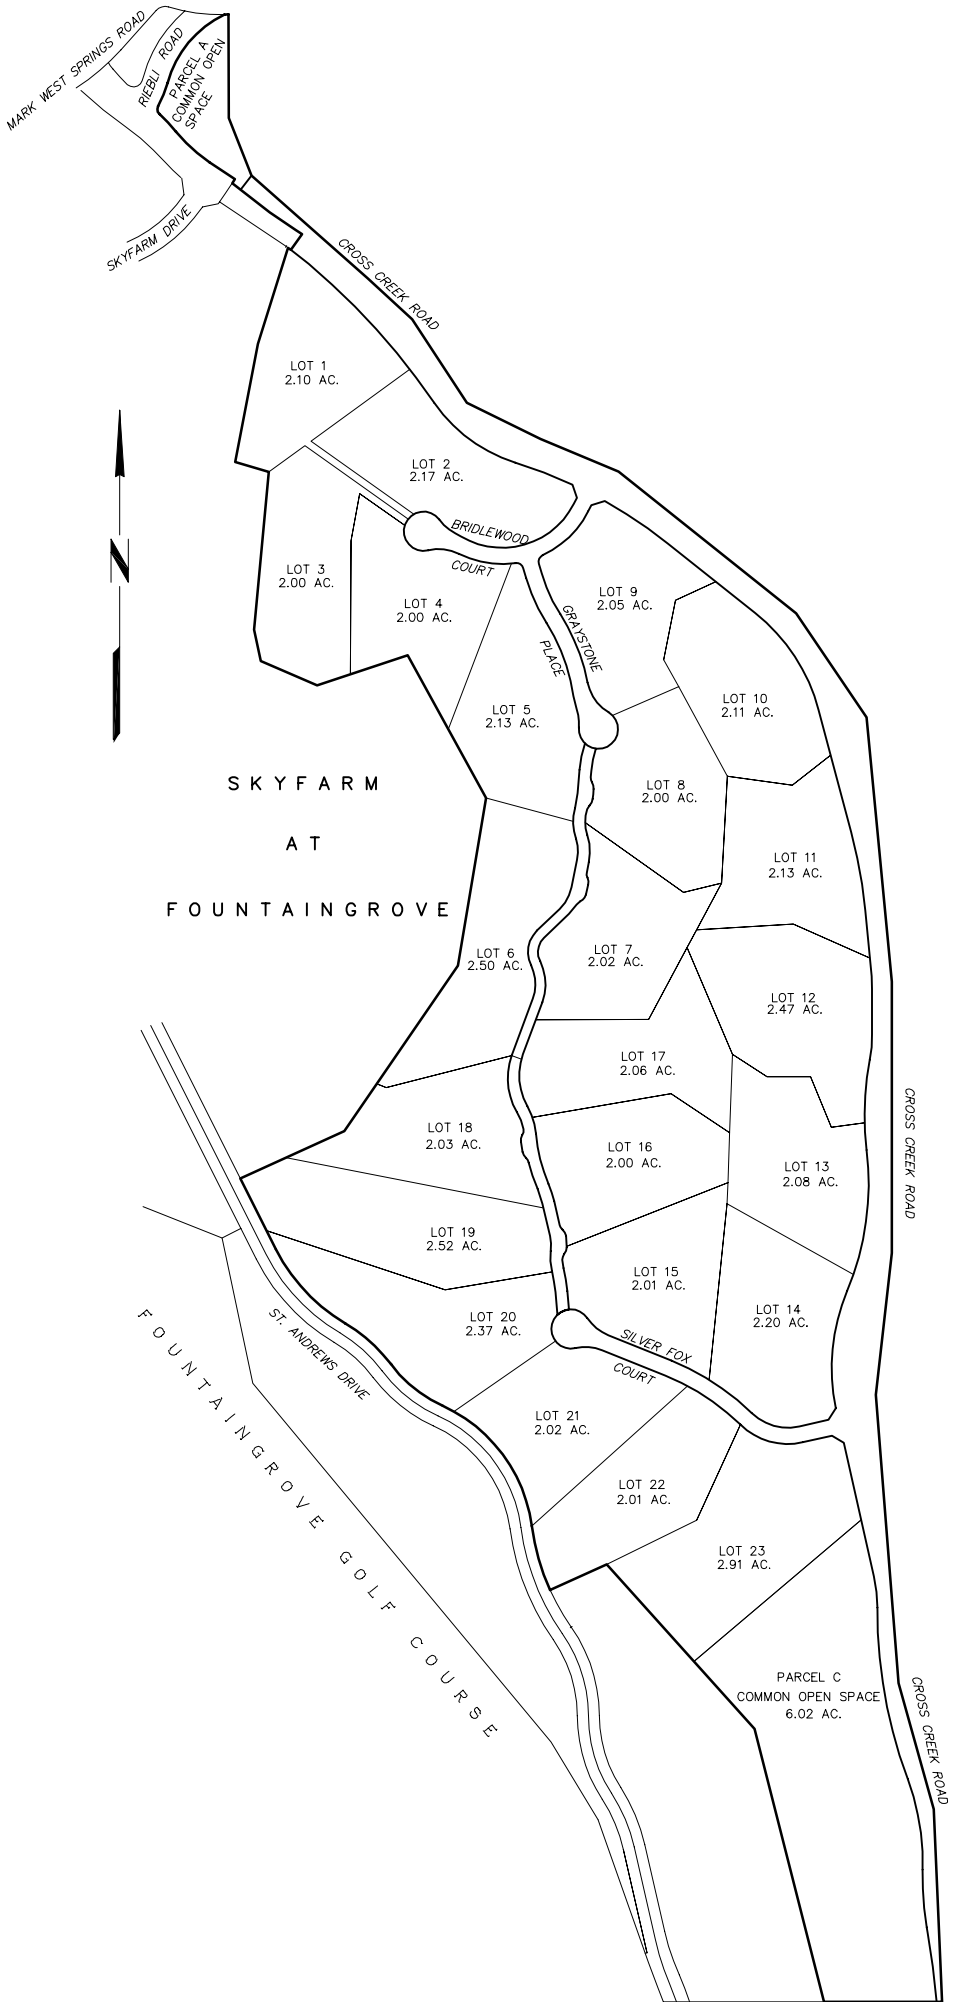 MARK WEST SPRINGS ROAD
RIEBLI ROAD
PARCEL A
COMMON OPEN
SPACE
SKYFARM DRIVE
CROSS CREEK ROAD
LOT 1
2.10 AC.
LOT 2
2.17 AC.
BRIDLEWOOD
COURT
N
LOT 3
2.00 AC.
LOT 4
2.00 AC.
LOT 9
2.05 AC.
GRAYSTONE
PLACE
LOT 5
2.13 AC.
LOT 10
2.11 AC.
SKYFARM
AT
FOUNTAINGROVE
LOT 8
2.00 AC.
LOT 11
2.13 AC.
LOT 6
2.50 AC.
LOT 7
2.02 AC.
LOT 12
2.47 AC.
LOT 17
2.06 AC.
CROSS CREEK ROAD
LOT 18
2.03 AC.
LOT 16
2.00 AC.
LOT 13
2.08 AC.
LOT 19
2.52 AC.
LOT 15
2.01 AC.
LOT 20
2.37 AC.
LOT 14
2.20 AC.
ST. ANDREWS DRIVE
SILVER FOX
COURT
FOUNTAINGROVE GOLF COURSE
LOT 21
2.02 AC.
LOT 22
2.01 AC.
LOT 23
2.91 AC.
PARCEL C
COMMON OPEN SPACE
6.02 AC.
CROSS CREEK ROAD